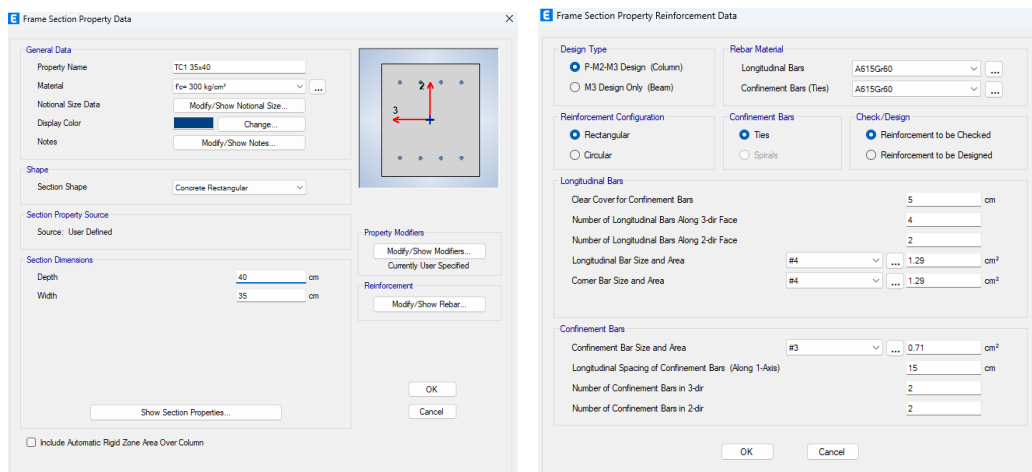 E Frame Section Property Data
General Data
Property Name TC1 35x40
Material f'c= 300 kg/cm² ...
Notional Size Data Modify/Show Notional Size...
Display Color Change...
Notes Modify/Show Notes...
2
3
Shape
Section Shape Concrete Rectangular
Section Property Source
Source: User Defined
Section Dimensions
Depth 40 cm
Width 35 cm
Show Section Properties...
Include Automatic Rigid Zone Area Over Column
Property Modifiers
Modify/Show Modifiers...
Currently User Specified
Reinforcement
Modify/Show Rebar...
OK
Cancel
E Frame Section Property Reinforcement Data
Design Type
P-M2-M3 Design (Column)
M3 Design Only (Beam)
Rebar Material
Longitudinal Bars A615Gr60 ...
Confinement Bars (Ties) A615Gr60 ...
Reinforcement Configuration
Rectangular
Circular
Confinement Bars
Ties
Spirals
Check/Design
Reinforcement to be Checked
Reinforcement to be Designed
Longitudinal Bars
Clear Cover for Confinement Bars 5 cm
Number of Longitudinal Bars Along 3-dir Face 4
Number of Longitudinal Bars Along 2-dir Face 2
Longitudinal Bar Size and Area #4 ... 1.29 cm²
Corner Bar Size and Area #4 ... 1.29 cm²
Confinement Bars
Confinement Bar Size and Area #3 ... 0.71 cm²
Longitudinal Spacing of Confinement Bars (Along 1-Axis) 15 cm
Number of Confinement Bars in 3-dir 2
Number of Confinement Bars in 2-dir 2
OK Cancel